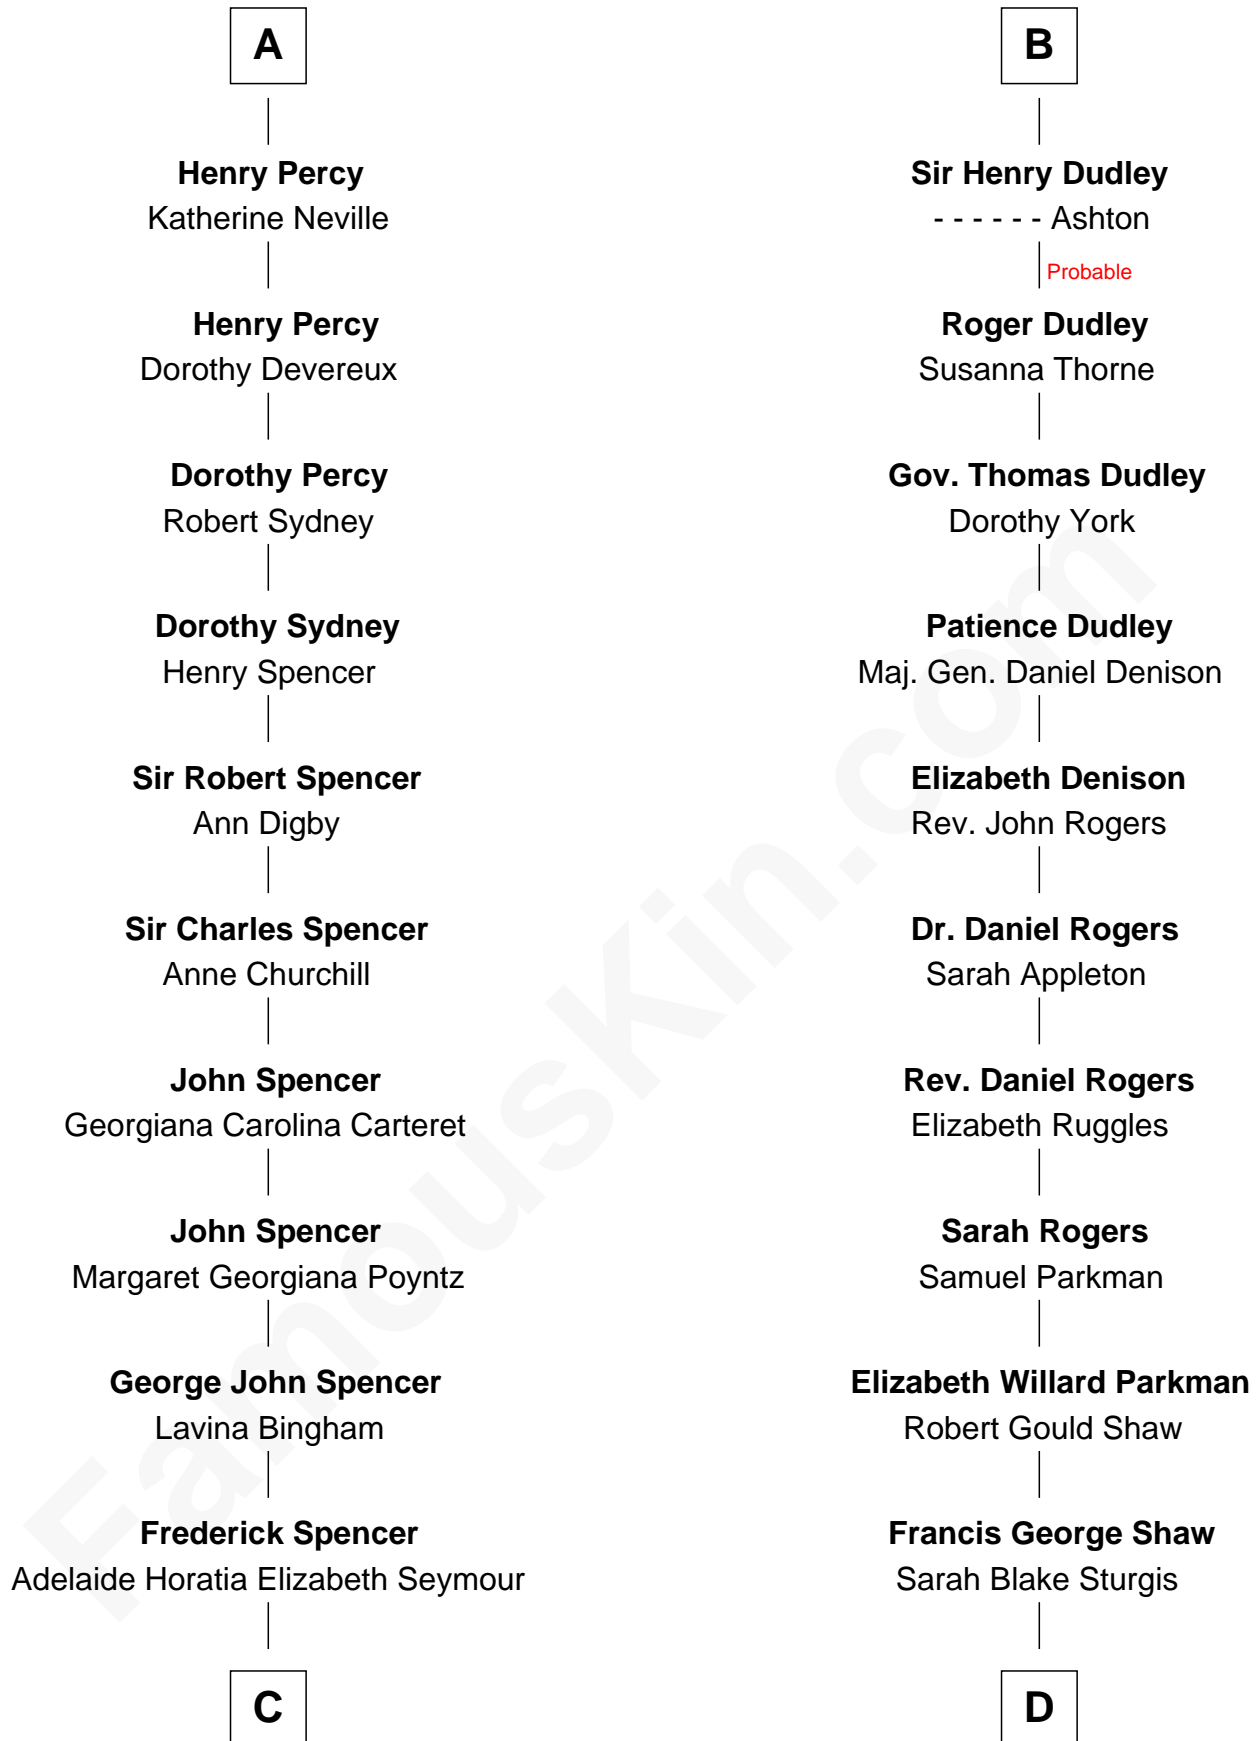 A
Henry Percy
Katherine Neville
Henry Percy
Dorothy Devereux
Dorothy Percy
Robert Sydney
Dorothy Sydney
Henry Spencer
Sir Robert Spencer
Ann Digby
Sir Charles Spencer
Anne Churchill
John Spencer
Georgiana Carolina Carteret
John Spencer
Margaret Georgiana Poyntz
George John Spencer
Lavina Bingham
Frederick Spencer
Adelaide Horatia Elizabeth Seymour
C
B
Sir Henry Dudley
- - - - - - Ashton
Probable
Roger Dudley
Susanna Thorne
Gov. Thomas Dudley
Dorothy York
Patience Dudley
Maj. Gen. Daniel Denison
Elizabeth Denison
Rev. John Rogers
Dr. Daniel Rogers
Sarah Appleton
Rev. Daniel Rogers
Elizabeth Ruggles
Sarah Rogers
Samuel Parkman
Elizabeth Willard Parkman
Robert Gould Shaw
Francis George Shaw
Sarah Blake Sturgis
D
FamousKin.com